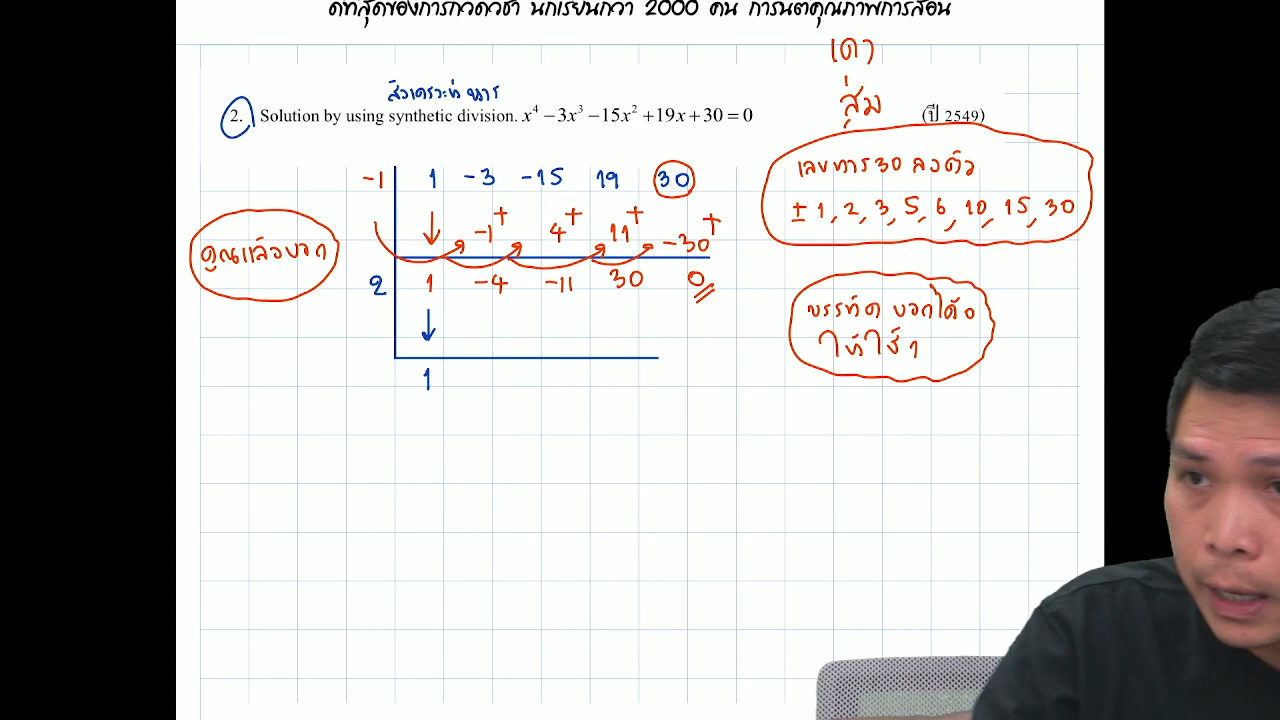 ดีที่สุดของการกวดวิชา นักเรียนกว่า 2000 คน การันตีคุณภาพการสอน
เดา
สุ่ม
สังเคราะห์ หาร
2. Solution by using synthetic division. x⁴ −3x³ −15x² +19x +30 = 0 (ปี 2549)
เลขหาร 30 ลงตัว
± 1, 2, 3, 5, 6, 10, 15, 30
-1 1 -3 -15 19 30
-1 + 4 + 11 + -30 +
คูณแล้วบวก
2 1 -4 -11 30 0
บรรทัด บวกได้ 0
ให้ใช้ๆ
1